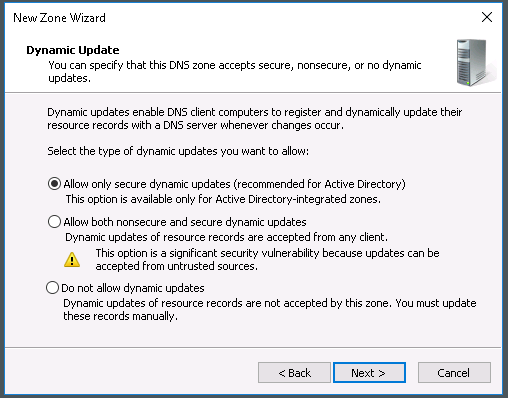 New Zone Wizard
Dynamic Update
You can specify that this DNS zone accepts secure, nonsecure, or no dynamic
updates.
Dynamic updates enable DNS client computers to register and dynamically update their
resource records with a DNS server whenever changes occur.
Select the type of dynamic updates you want to allow:
Allow only secure dynamic updates (recommended for Active Directory)
This option is available only for Active Directory-integrated zones.
Allow both nonsecure and secure dynamic updates
Dynamic updates of resource records are accepted from any client.
This option is a significant security vulnerability because updates can be
accepted from untrusted sources.
Do not allow dynamic updates
Dynamic updates of resource records are not accepted by this zone. You must update
these records manually.
< Back Next > Cancel